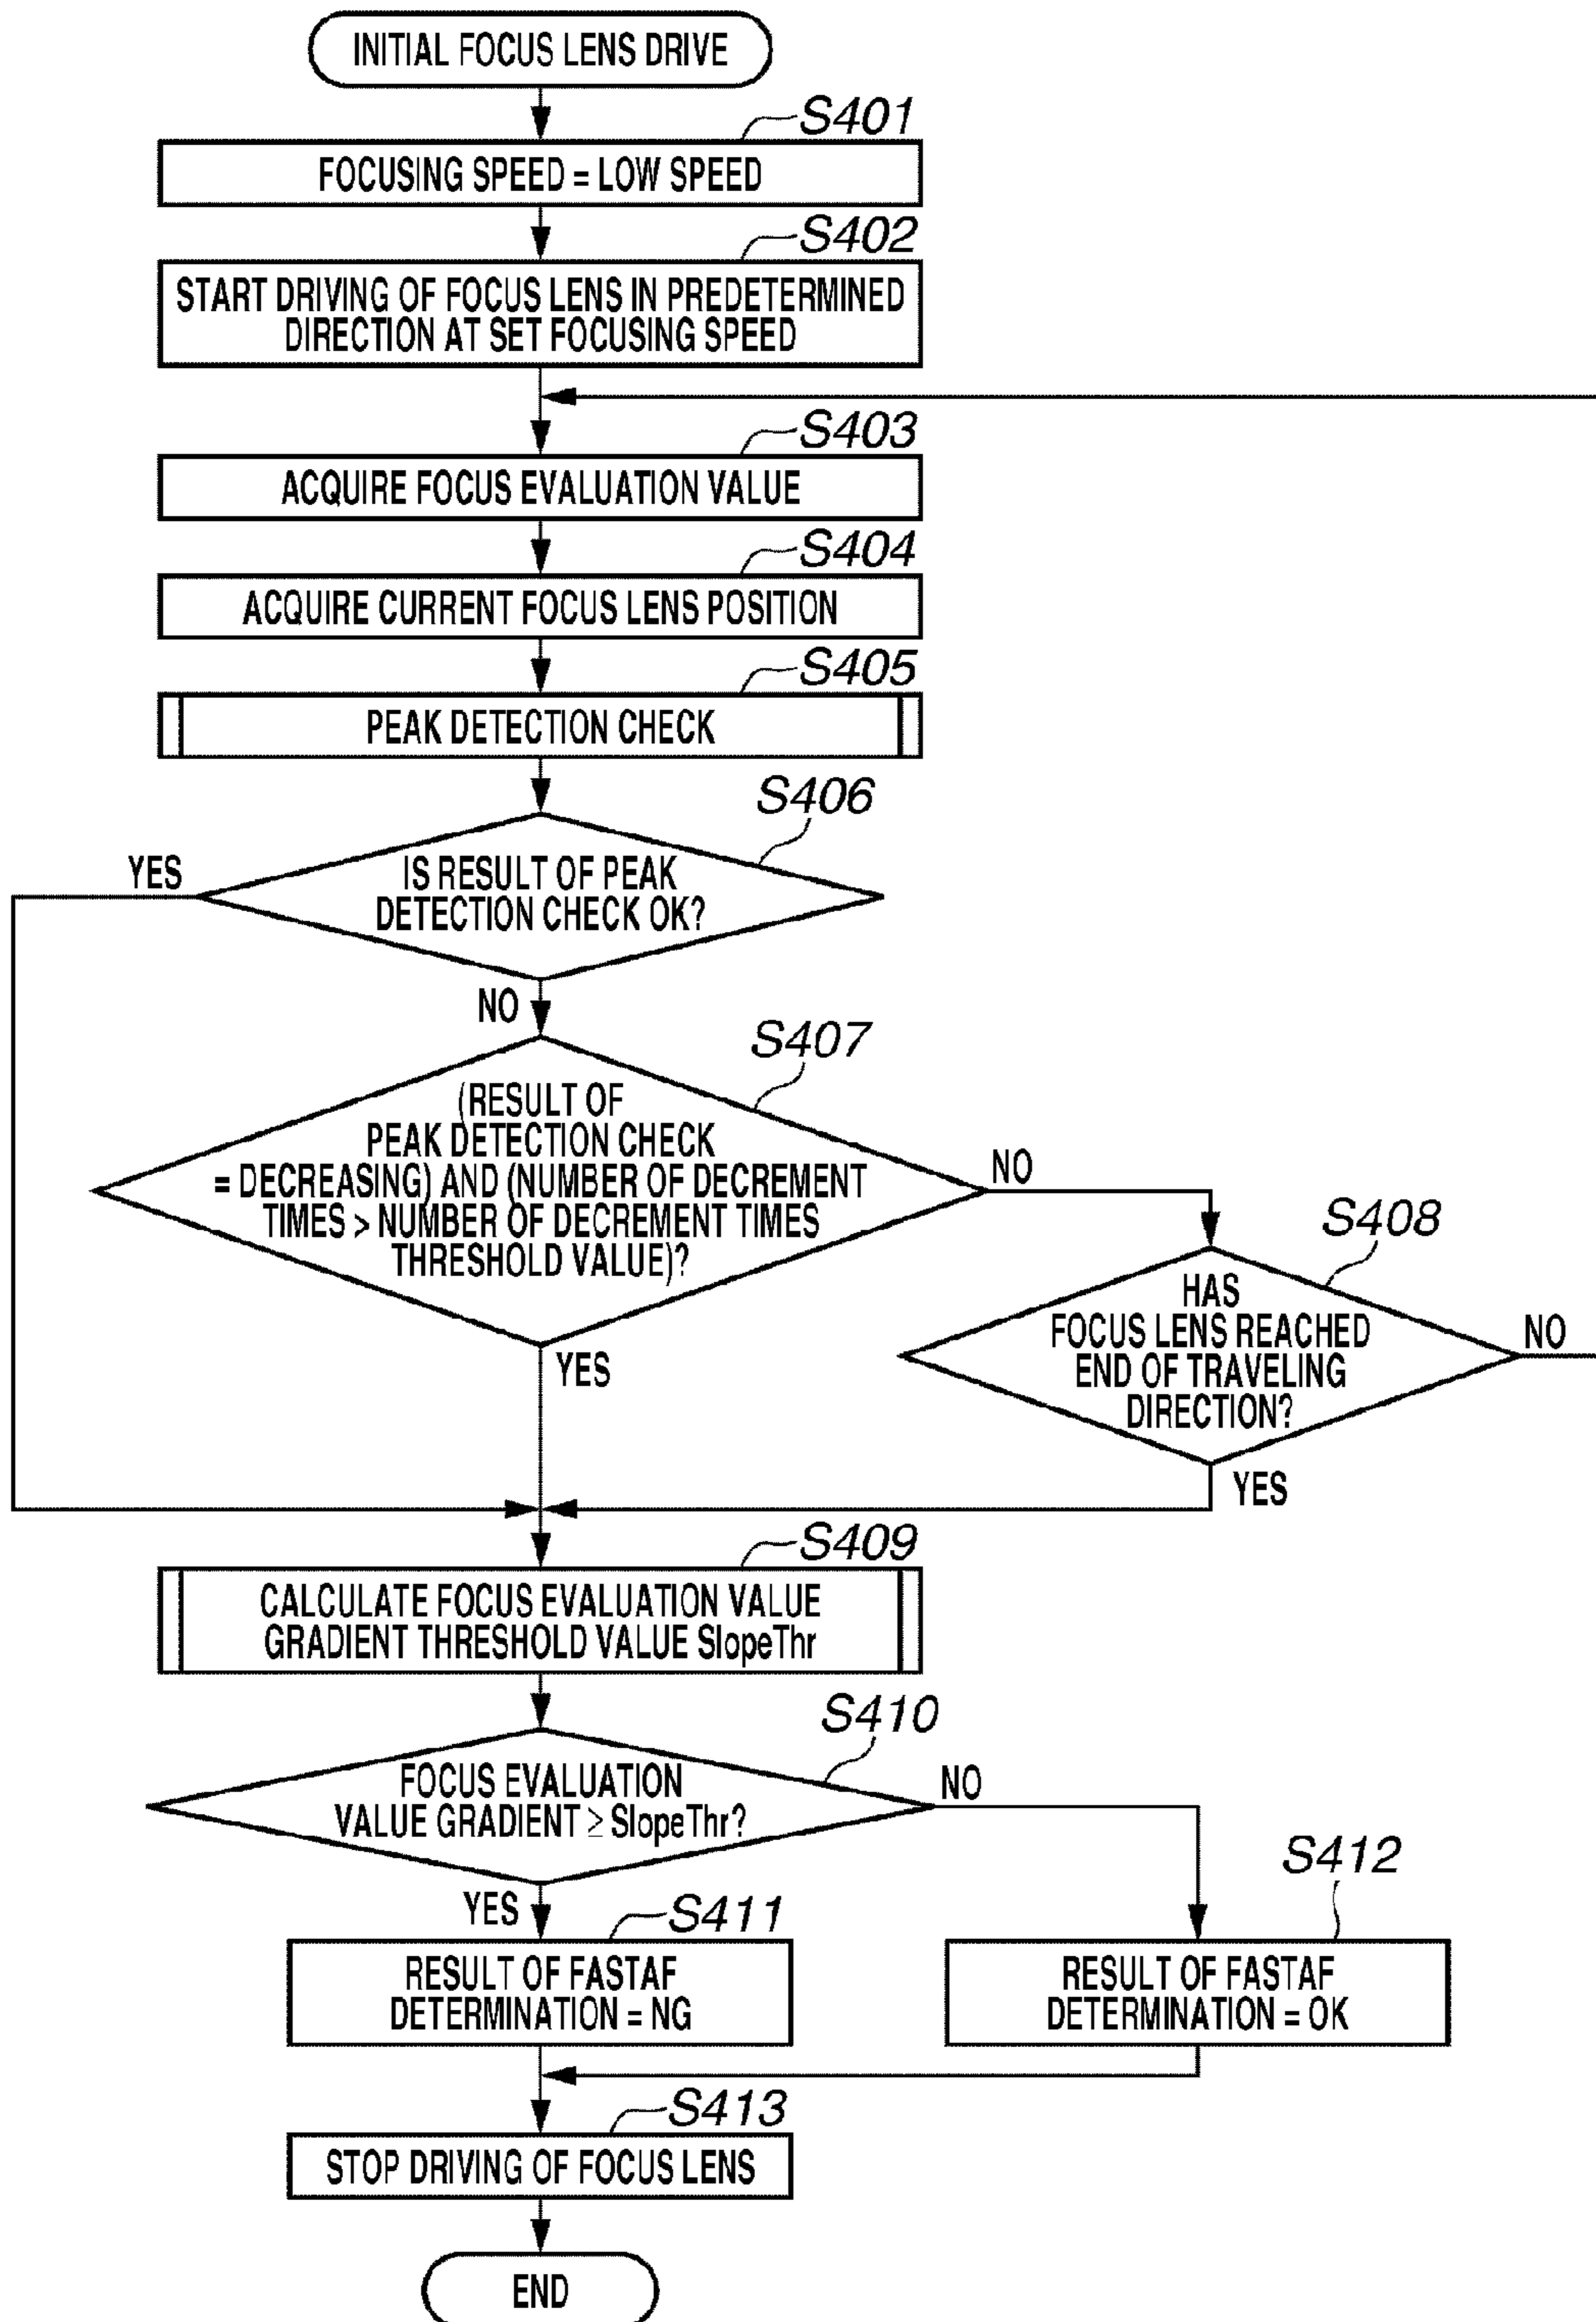 INITIAL FOCUS LENS DRIVE
S401
FOCUSING SPEED = LOW SPEED
S402
START DRIVING OF FOCUS LENS IN PREDETERMINED
DIRECTION AT SET FOCUSING SPEED
S403
ACQUIRE FOCUS EVALUATION VALUE
S404
ACQUIRE CURRENT FOCUS LENS POSITION
S405
PEAK DETECTION CHECK
S406
YES
IS RESULT OF PEAK
DETECTION CHECK OK?
NO
S407
(RESULT OF
PEAK DETECTION CHECK
= DECREASING) AND (NUMBER OF DECREMENT
TIMES > NUMBER OF DECREMENT TIMES
THRESHOLD VALUE)?
NO
YES
S408
HAS
FOCUS LENS REACHED
END OF TRAVELING
DIRECTION?
NO
YES
S409
CALCULATE FOCUS EVALUATION VALUE
GRADIENT THRESHOLD VALUE SlopeThr
S410
FOCUS EVALUATION
VALUE GRADIENT ≥ SlopeThr?
NO
YES
S411
RESULT OF FASTAF
DETERMINATION = NG
S412
RESULT OF FASTAF
DETERMINATION = OK
S413
STOP DRIVING OF FOCUS LENS
END